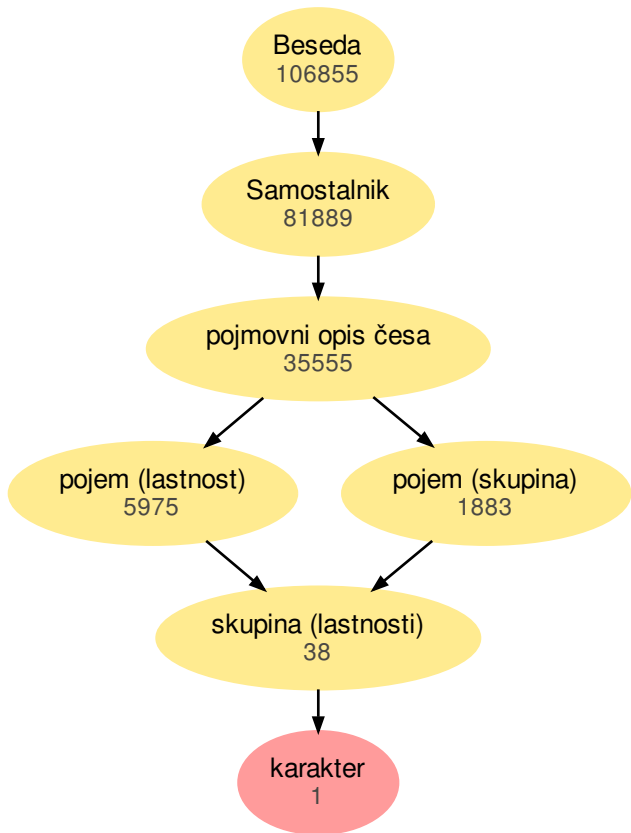 Beseda
106855
Samostalnik
81889
pojmovni opis česa
35555
pojem (lastnost)
5975
pojem (skupina)
1883
skupina (lastnosti)
38
karakter
1